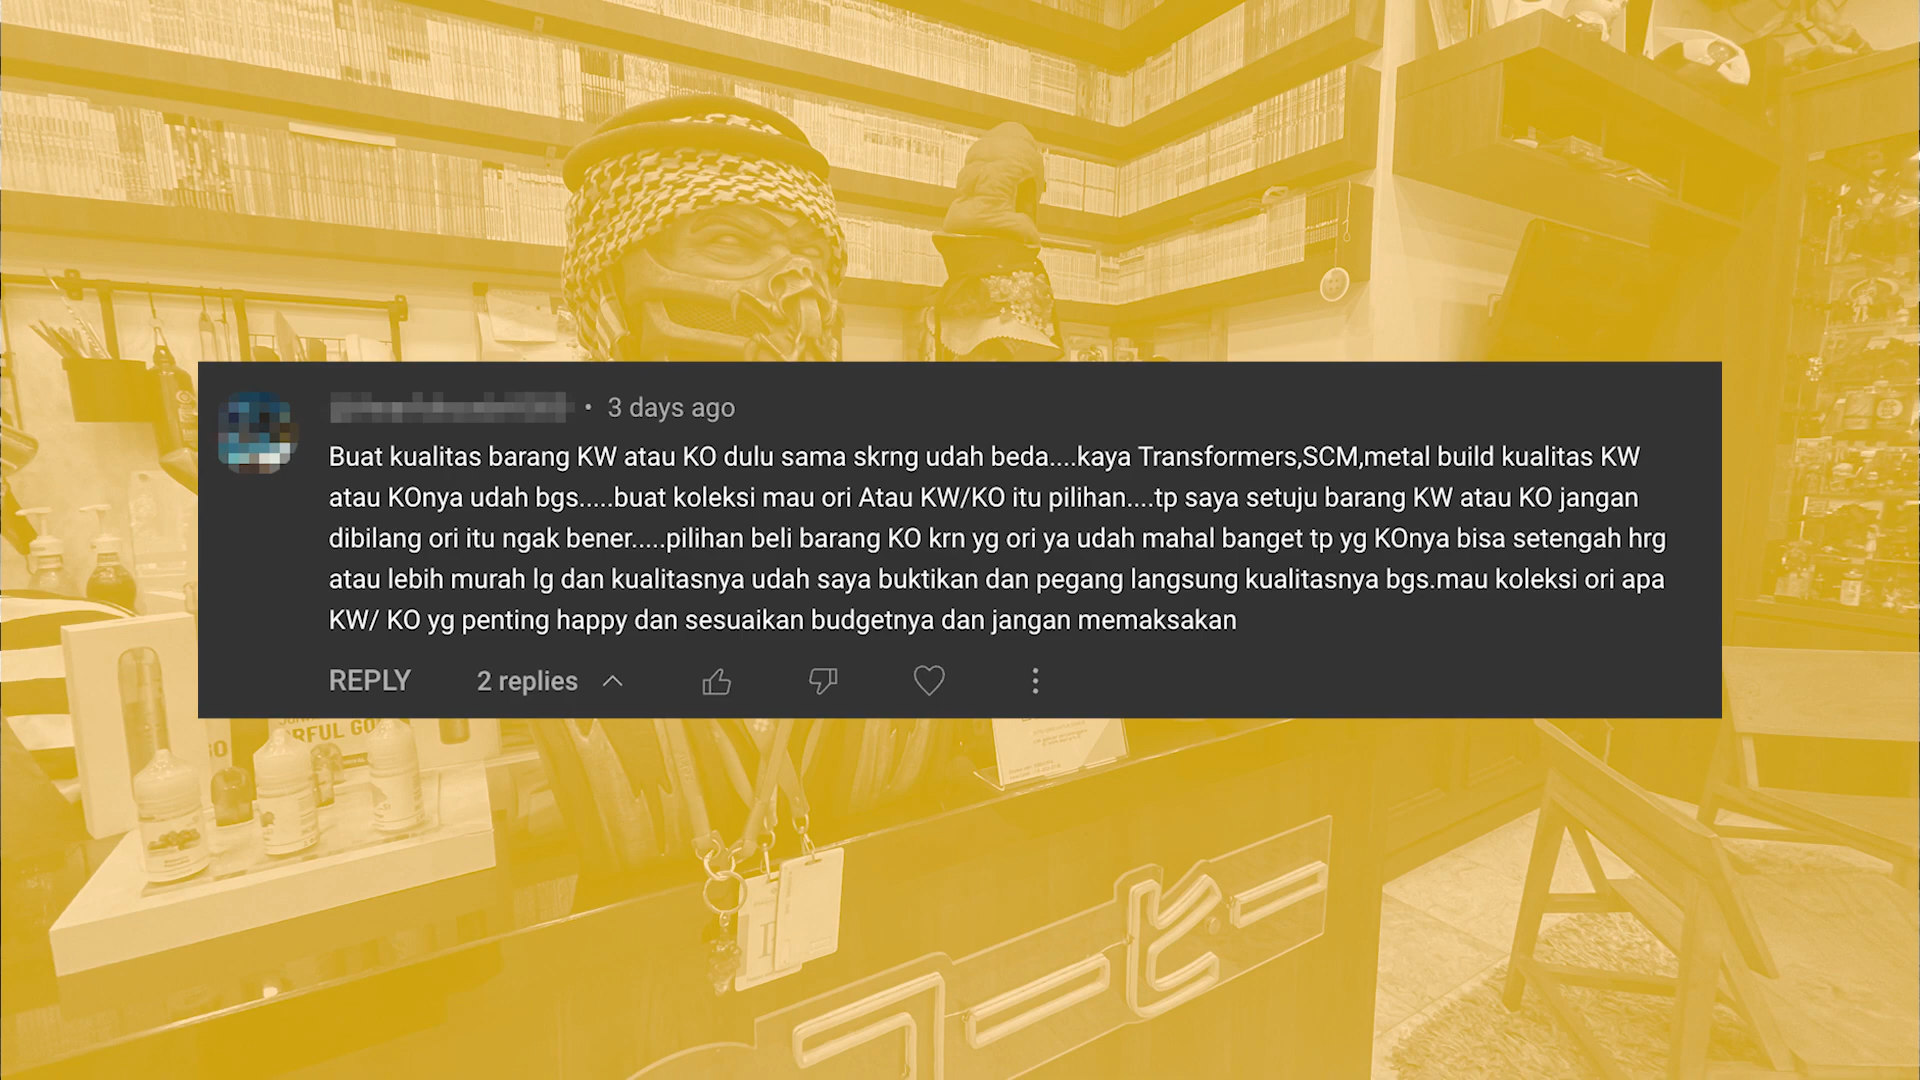 • 3 days ago
Buat kualitas barang KW atau KO dulu sama skrng udah beda....kaya Transformers,SCM,metal build kualitas KW
atau KOnya udah bgs.....buat koleksi mau ori Atau KW/KO itu pilihan....tp saya setuju barang KW atau KO jangan
dibilang ori itu ngak bener.....pilihan beli barang KO krn yg ori ya udah mahal banget tp yg KOnya bisa setengah hrg
atau lebih murah lg dan kualitasnya udah saya buktikan dan pegang langsung kualitasnya bgs.mau koleksi ori apa
KW/ KO yg penting happy dan sesuaikan budgetnya dan jangan memaksakan
REPLY 2 replies
コーヒー